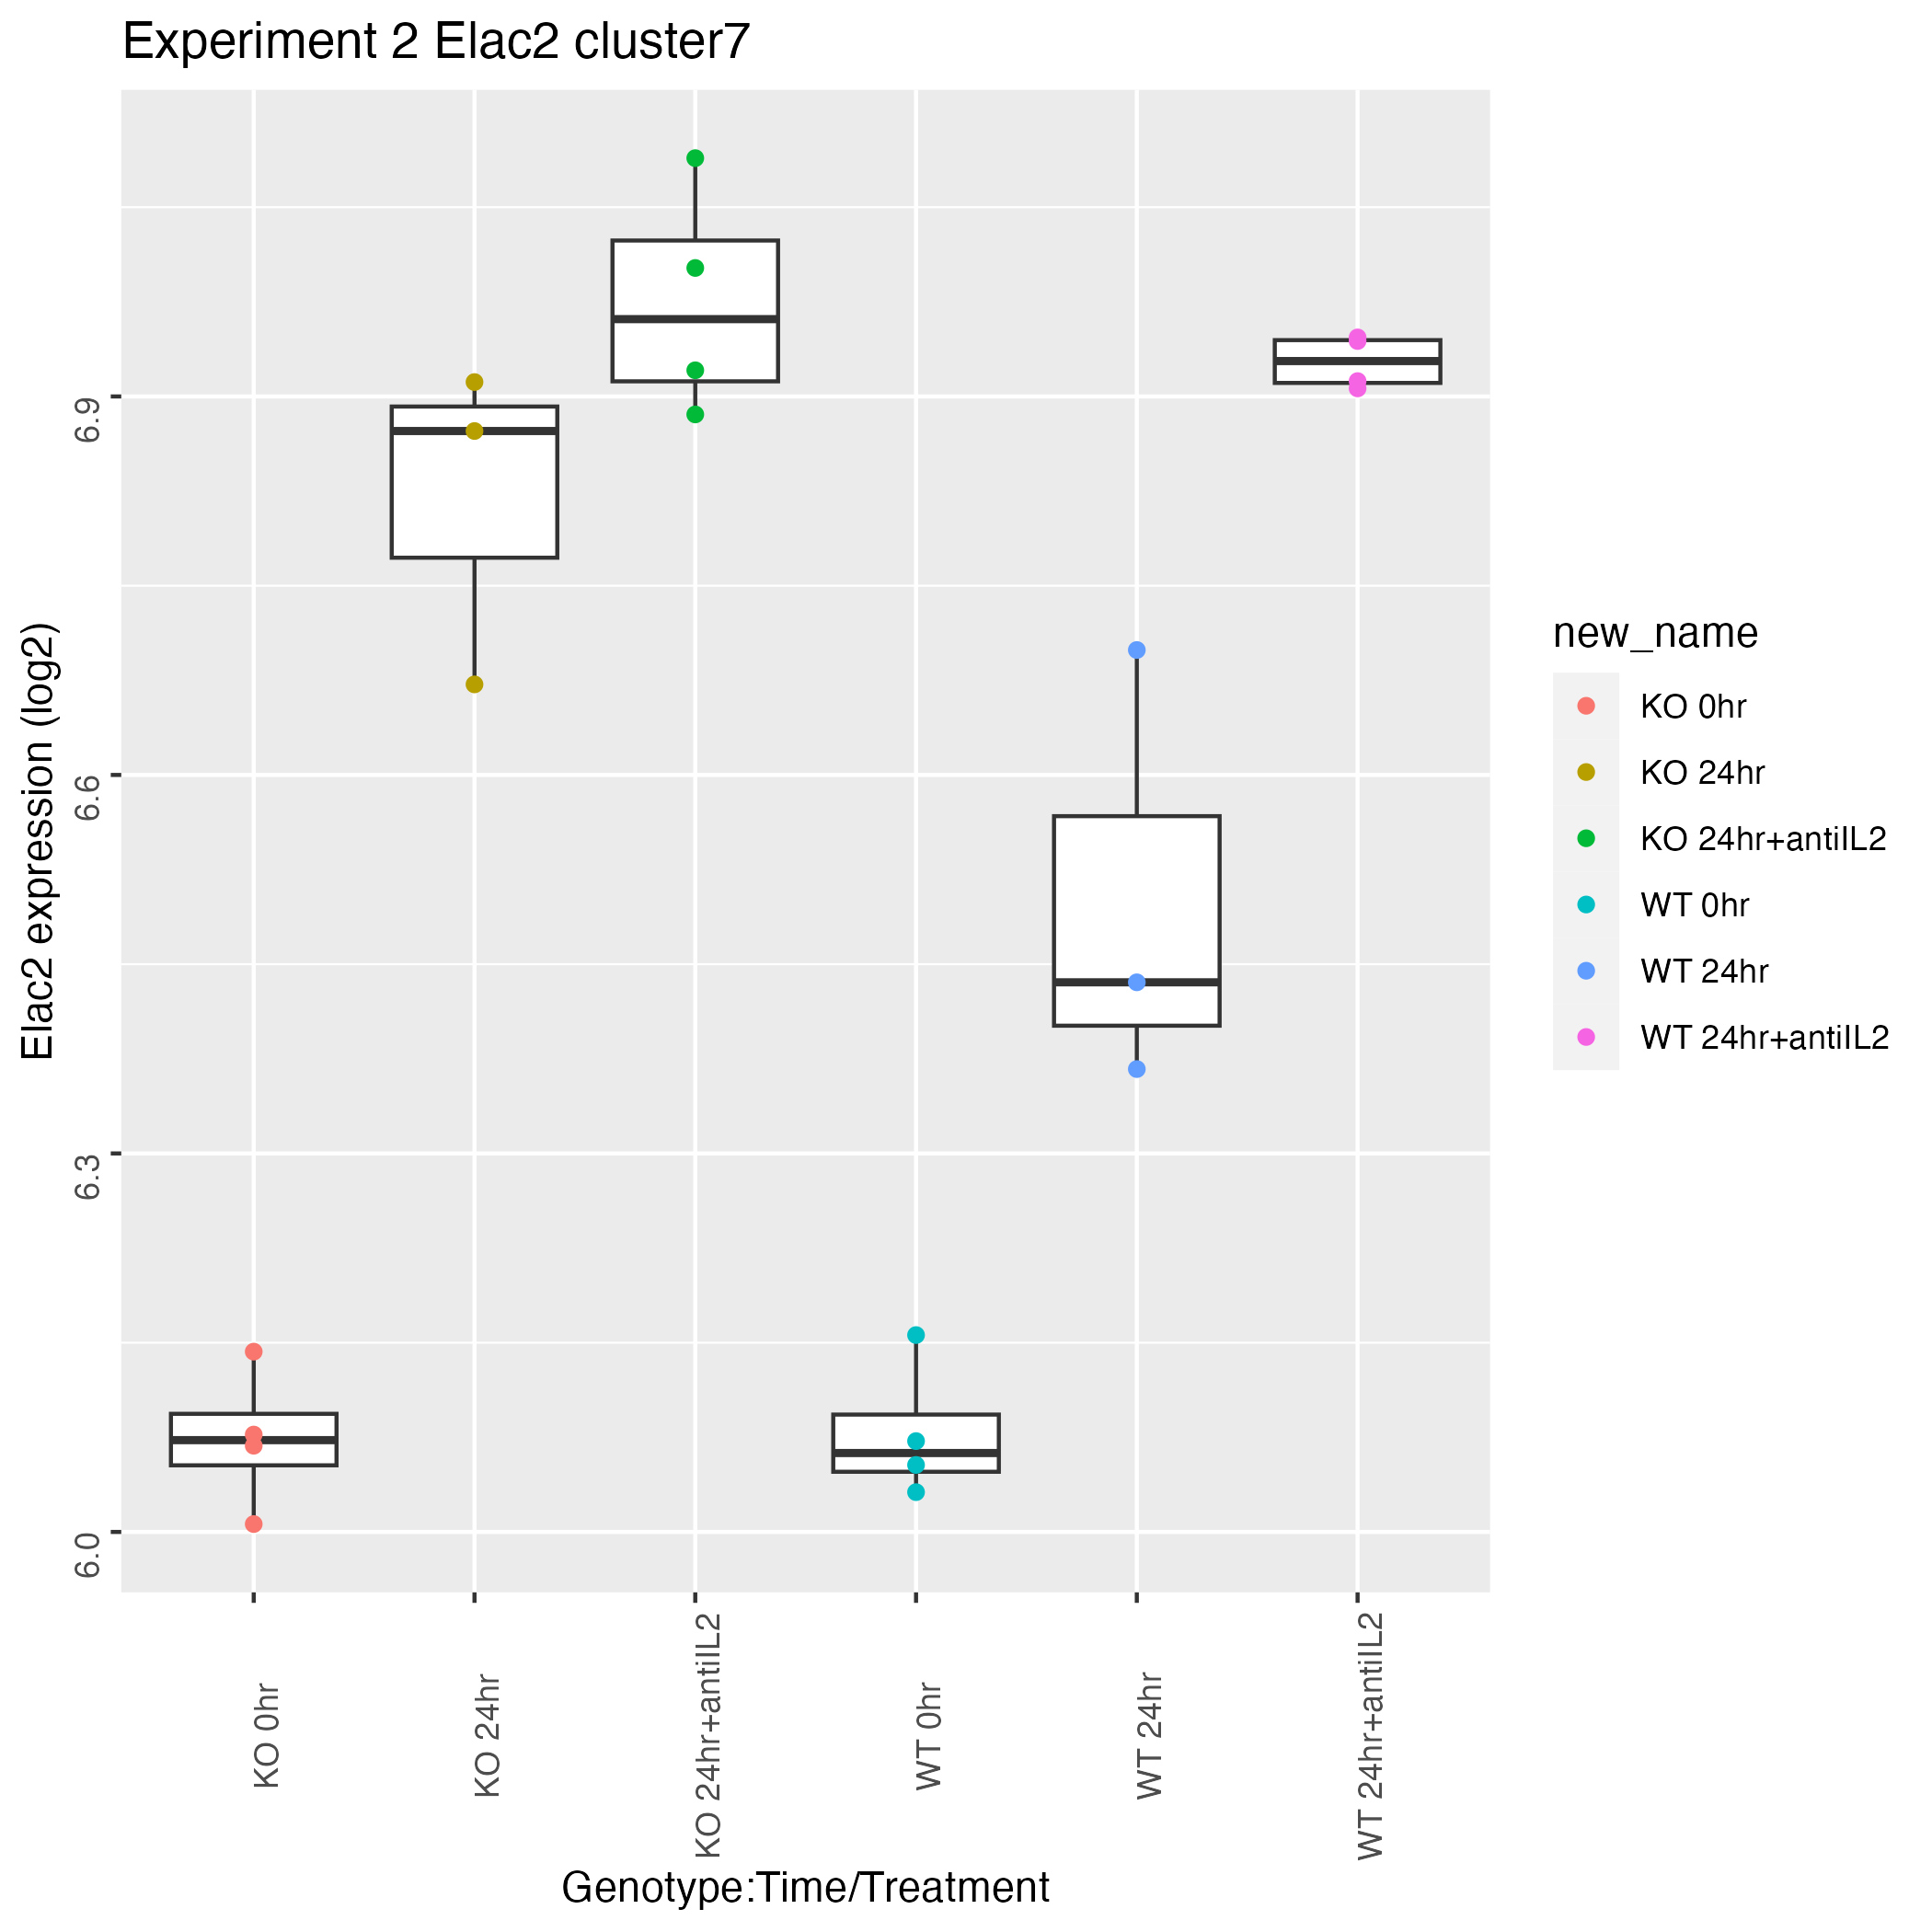 Experiment 2 Elac2 cluster7
Elac2 expression (log2)
6.9
6.6
6.3
6.0
KO 0hr
KO 24hr
KO 24hr+antiIL2
WT 0hr
WT 24hr
WT 24hr+antiIL2
Genotype:Time/Treatment
new_name
KO 0hr
KO 24hr
KO 24hr+antiIL2
WT 0hr
WT 24hr
WT 24hr+antiIL2